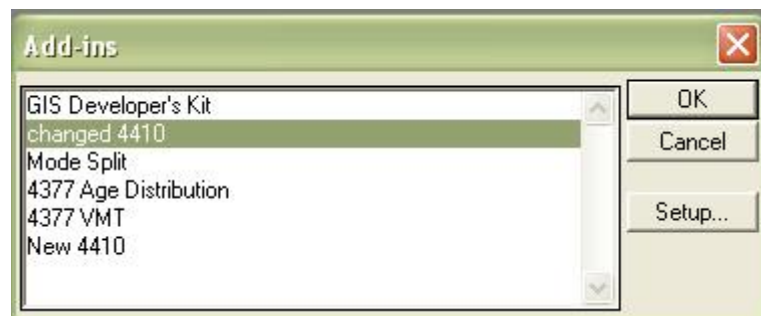 Add-ins
GIS Developer's Kit
changed 4410
Mode Split
4377 Age Distribution
4377 VMT
New 4410
OK
Cancel
Setup...